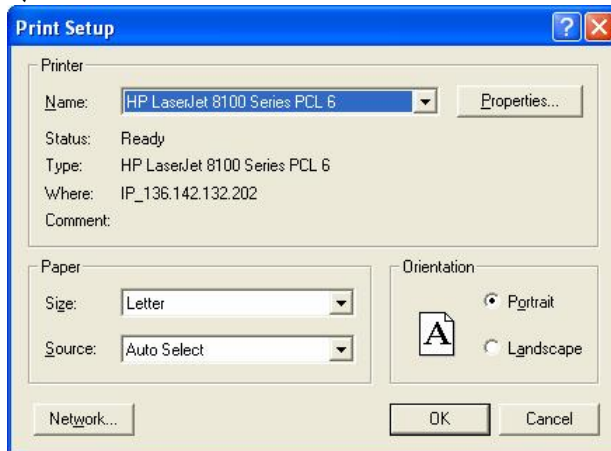 Print Setup
Printer
Name: HP LaserJet 8100 Series PCL 6 Properties...
Status: Ready
Type: HP LaserJet 8100 Series PCL 6
Where: IP_136.142.132.202
Comment:
Paper
Size: Letter
Source: Auto Select
Orientation
A
Portrait
Landscape
Network... OK Cancel